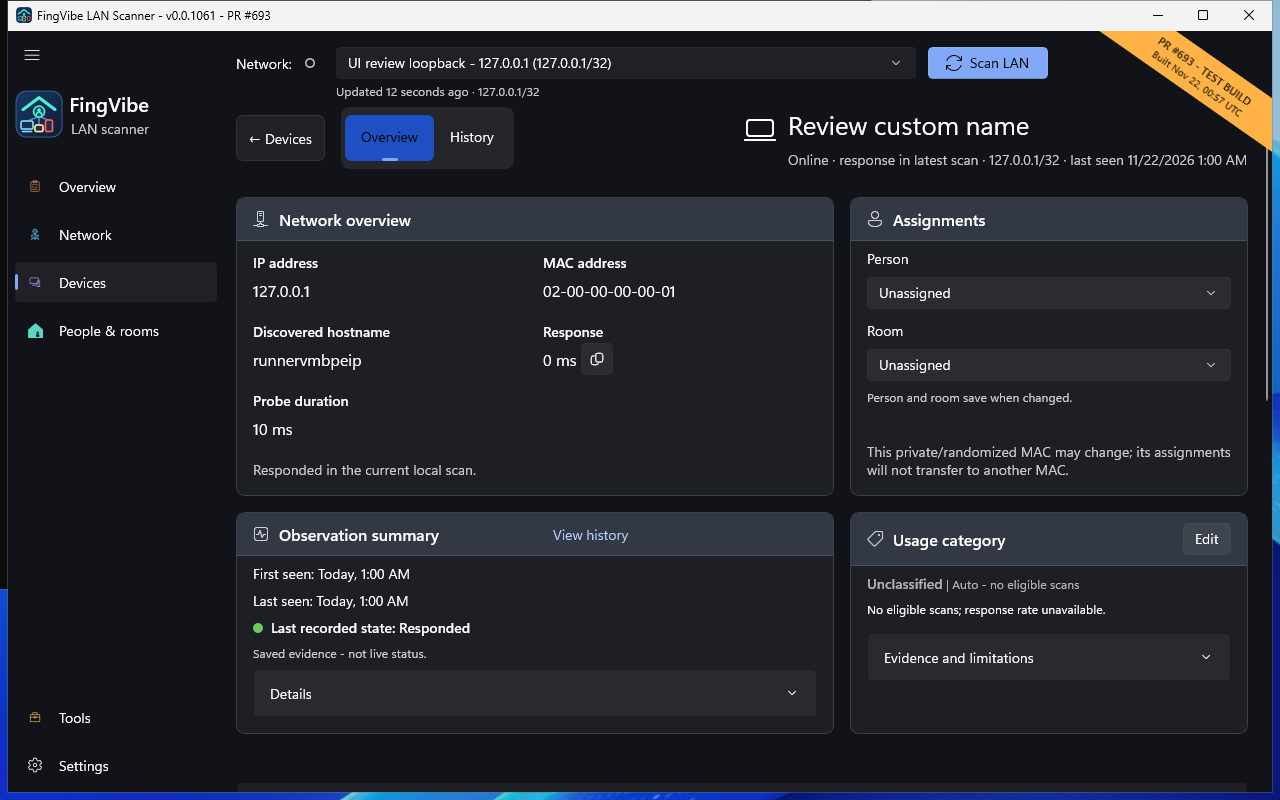 FingVibe LAN Scanner - v0.0.1061 - PR #693
Network:
UI review loopback - 127.0.0.1 (127.0.0.1/32)
Scan LAN
PR #693 - TEST BUILD
Built Nov 22, 00:57 UTC
Updated 12 seconds ago · 127.0.0.1/32
FingVibe
LAN scanner
← Devices
Overview
History
Review custom name
Online · response in latest scan · 127.0.0.1/32 · last seen 11/22/2026 1:00 AM
Overview
Network
Devices
People & rooms
Tools
Settings
Network overview
IP address
127.0.0.1
MAC address
02-00-00-00-00-01
Discovered hostname
runnervmbpeip
Response
0 ms
Probe duration
10 ms
Responded in the current local scan.
Assignments
Person
Unassigned
Room
Unassigned
Person and room save when changed.
This private/randomized MAC may change; its assignments
will not transfer to another MAC.
Observation summary
View history
First seen: Today, 1:00 AM
Last seen: Today, 1:00 AM
Last recorded state: Responded
Saved evidence - not live status.
Details
Usage category
Edit
Unclassified | Auto - no eligible scans
No eligible scans; response rate unavailable.
Evidence and limitations